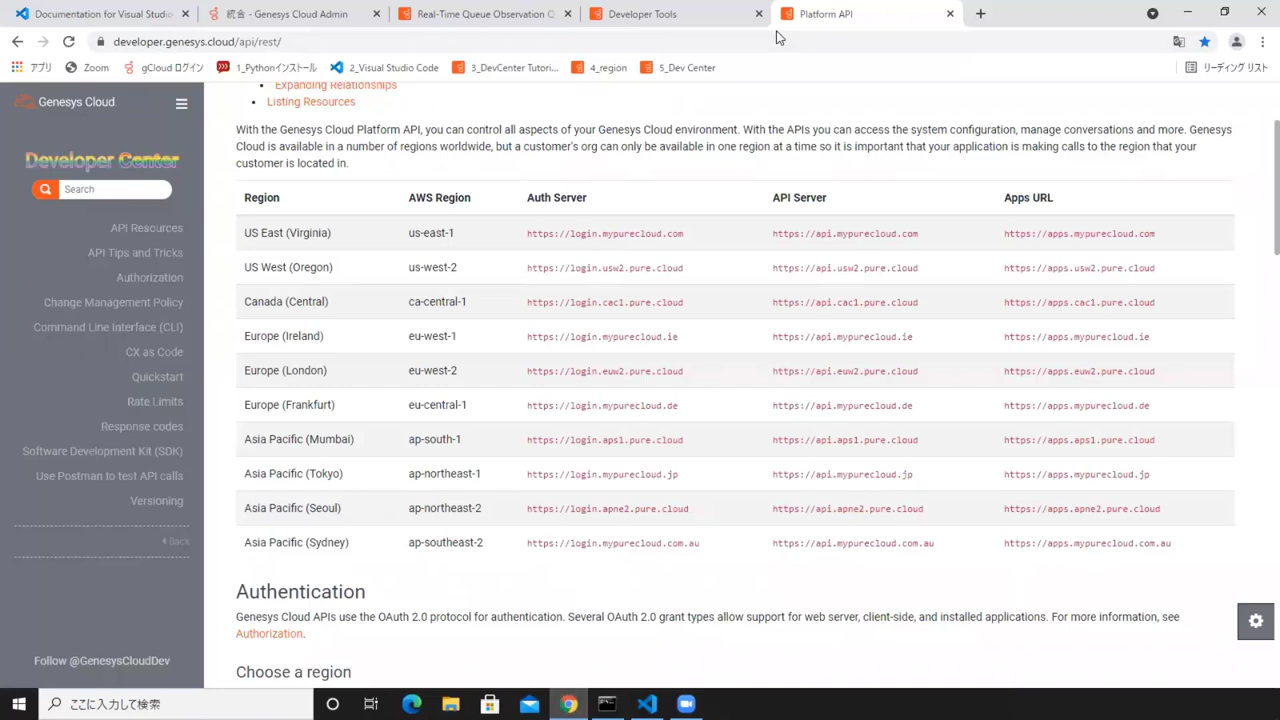 Documentation for Visual Studio
統合 - Genesys Cloud Admin
Real-Time Queue Observation Q
Developer Tools
Platform API
developer.genesys.cloud/api/rest/
アプリ
Zoom
gCloud ログイン
1_Pythonインストール
2_Visual Studio Code
3_DevCenter Tutori...
4_region
5_Dev Center
リーディング リスト
Genesys Cloud
Developer Center
Search
API Resources
API Tips and Tricks
Authorization
Change Management Policy
Command Line Interface (CLI)
CX as Code
Quickstart
Rate Limits
Response codes
Software Development Kit (SDK)
Use Postman to test API calls
Versioning
Back
Follow @GenesysCloudDev
Expanding Relationships
Listing Resources
With the Genesys Cloud Platform API, you can control all aspects of your Genesys Cloud environment. With the APIs you can access the system configuration, manage conversations and more. Genesys
Cloud is available in a number of regions worldwide, but a customer's org can only be available in one region at a time so it is important that your application is making calls to the region that your
customer is located in.
Region AWS Region Auth Server API Server Apps URL
US East (Virginia) us-east-1 https://login.mypurecloud.com https://api.mypurecloud.com https://apps.mypurecloud.com
US West (Oregon) us-west-2 https://login.usw2.pure.cloud https://api.usw2.pure.cloud https://apps.usw2.pure.cloud
Canada (Central) ca-central-1 https://login.cac1.pure.cloud https://api.cac1.pure.cloud https://apps.cac1.pure.cloud
Europe (Ireland) eu-west-1 https://login.mypurecloud.ie https://api.mypurecloud.ie https://apps.mypurecloud.ie
Europe (London) eu-west-2 https://login.euw2.pure.cloud https://api.euw2.pure.cloud https://apps.euw2.pure.cloud
Europe (Frankfurt) eu-central-1 https://login.mypurecloud.de https://api.mypurecloud.de https://apps.mypurecloud.de
Asia Pacific (Mumbai) ap-south-1 https://login.aps1.pure.cloud https://api.aps1.pure.cloud https://apps.aps1.pure.cloud
Asia Pacific (Tokyo) ap-northeast-1 https://login.mypurecloud.jp https://api.mypurecloud.jp https://apps.mypurecloud.jp
Asia Pacific (Seoul) ap-northeast-2 https://login.apne2.pure.cloud https://api.apne2.pure.cloud https://apps.apne2.pure.cloud
Asia Pacific (Sydney) ap-southeast-2 https://login.mypurecloud.com.au https://api.mypurecloud.com.au https://apps.mypurecloud.com.au
Authentication
Genesys Cloud APIs use the OAuth 2.0 protocol for authentication. Several OAuth 2.0 grant types allow support for web server, client-side, and installed applications. For more information, see
Authorization.
Choose a region
ここに入力して検索